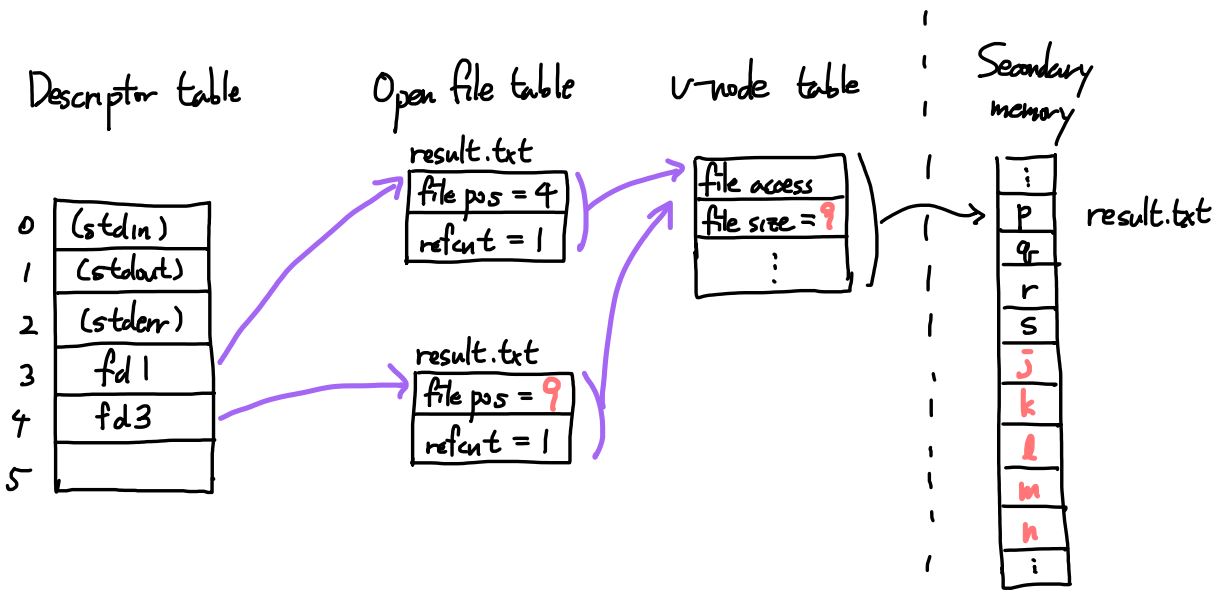 Descriptor table
0 (stdin)
1 (stdout)
2 (stderr)
3 fd1
4 fd3
5
Open file table
result.txt
file pos = 4
refcnt = 1
result.txt
file pos = 9
refcnt = 1
v-node table
file access
file size = 9
⋮
Secondary
memory
result.txt
⋮
p
q
r
s
j
k
l
m
n
⋮